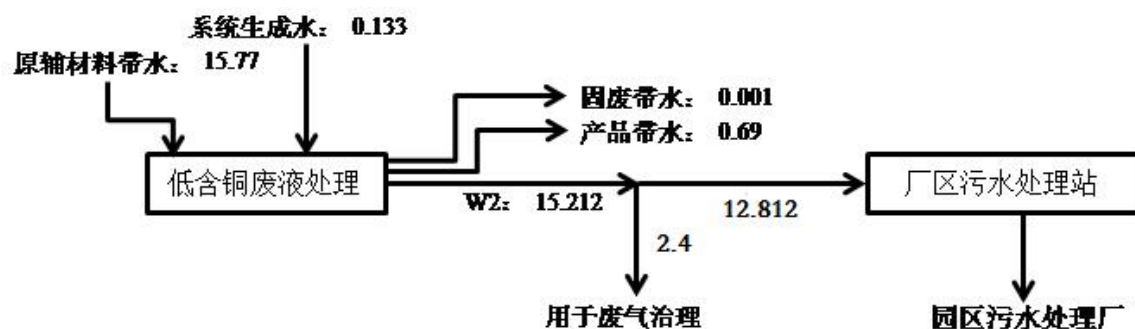 系统生成水： 0.133
原辅材料带水： 15.77
固废带水： 0.001
产品带水： 0.69
低含铜废液处理
厂区污水处理站
W2： 15.212
12.812
2.4
用于废气治理
园区污水处理厂